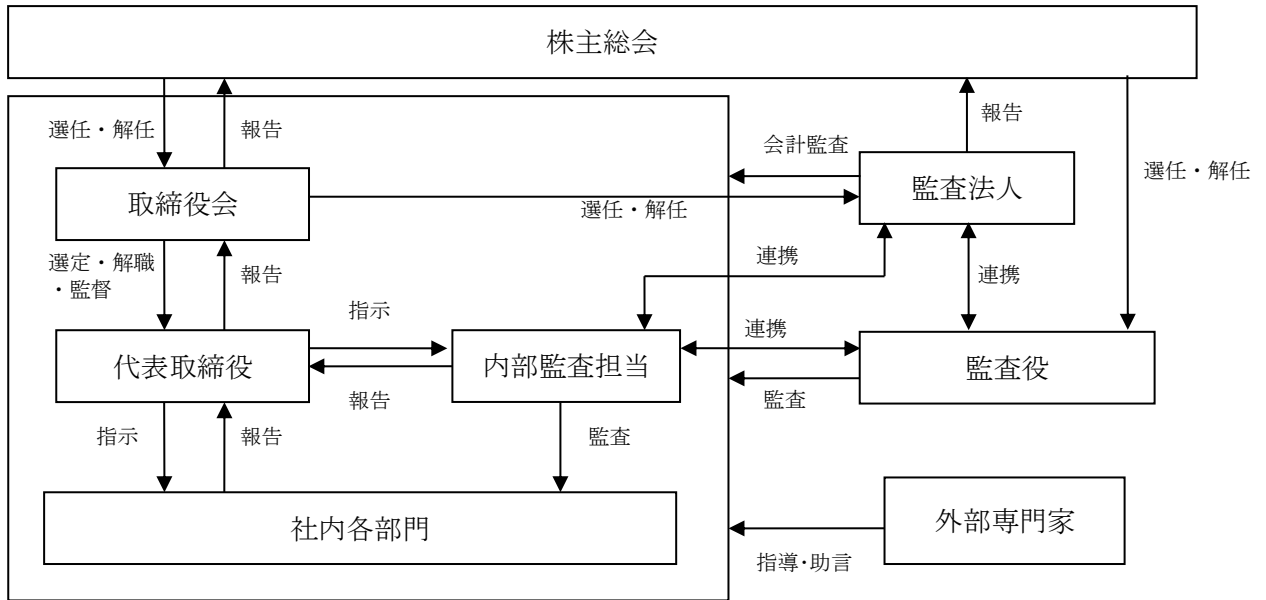 株主総会
選任・解任
報告
報告
会計監査
選任・解任
取締役会
監査法人
選任・解任
選定・解職
・監督
報告
連携
連携
指示
連携
代表取締役
内部監査担当
監査役
報告
監査
指示
報告
監査
社内各部門
外部専門家
指導・助言